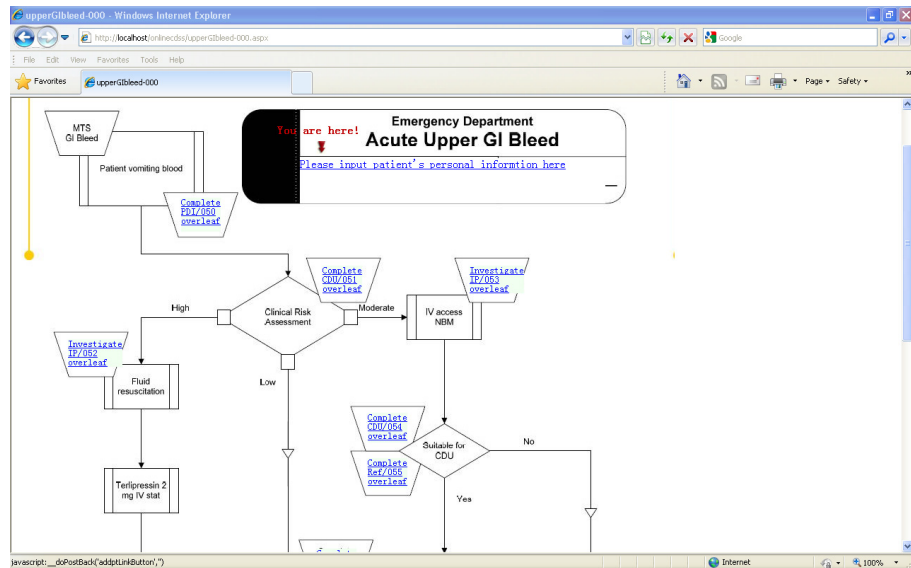 upperGIbleed-000 - Windows Internet Explorer
http://localhost/onlinecdss/upperGIbleed-000.aspx
Google
File Edit View Favorites Tools Help
Favorites
upperGIbleed-000
Page
Safety
»
MTS
GI Bleed
Patient vomiting blood
Complete
PDI/050
overleaf
You are here!
Emergency Department
Acute Upper GI Bleed
Please input patient's personal informtion here
Complete
CDU/051
overleaf
Investigate
IP/053
overleaf
High
Clinical Risk
Assessment
Moderate
IV access
NBM
Investigate
IP/052
overleaf
Fluid
resuscitation
Low
Complete
CDU/054
overleaf
Suitable for
CDU
No
Complete
Ref/055
overleaf
Terlipressin 2
mg IV stat
Yes
javascript:__doPostBack('addptLinkButton','')
Internet
100%